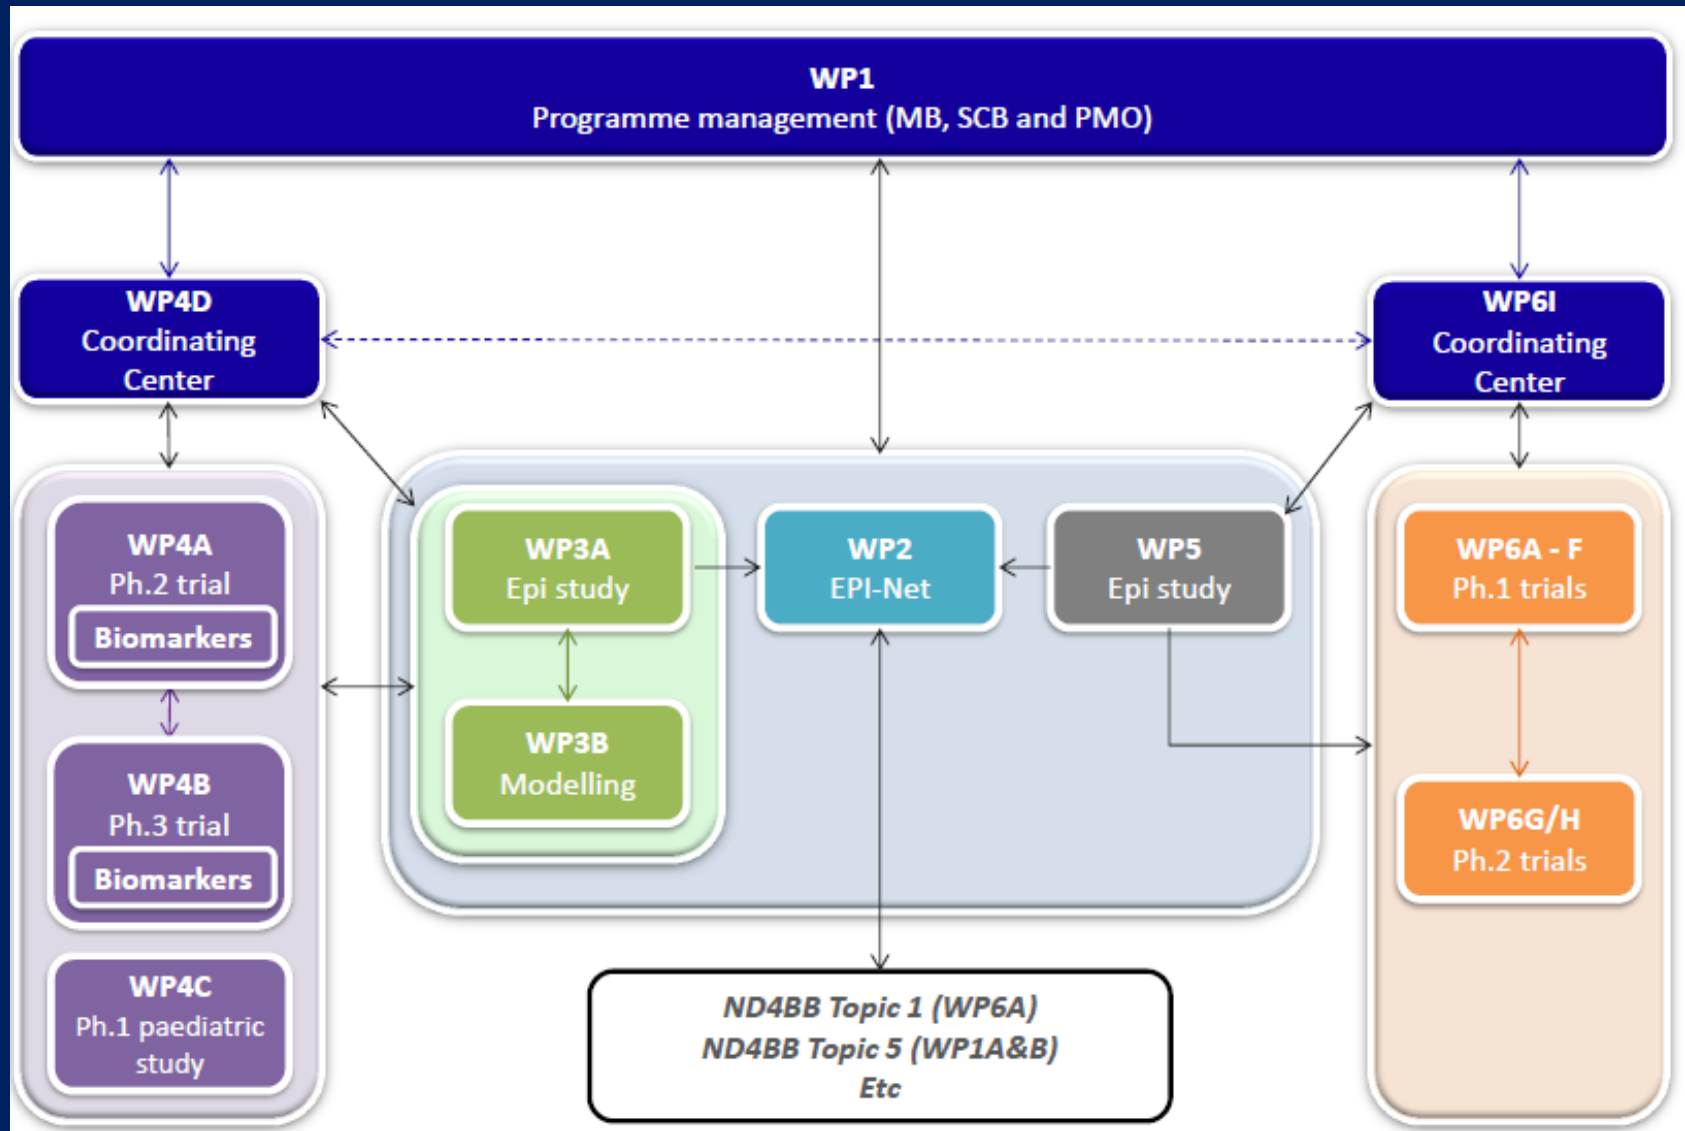 WP1
Programme management (MB, SCB and PMO)
WP4D
Coordinating
Center
WP6I
Coordinating
Center
WP4A
Ph.2 trial
Biomarkers
WP4B
Ph.3 trial
Biomarkers
WP4C
Ph.1 paediatric
study
WP3A
Epi study
WP3B
Modelling
WP2
EPI-Net
WP5
Epi study
WP6A - F
Ph.1 trials
WP6G/H
Ph.2 trials
ND4BB Topic 1 (WP6A)
ND4BB Topic 5 (WP1A&B)
Etc